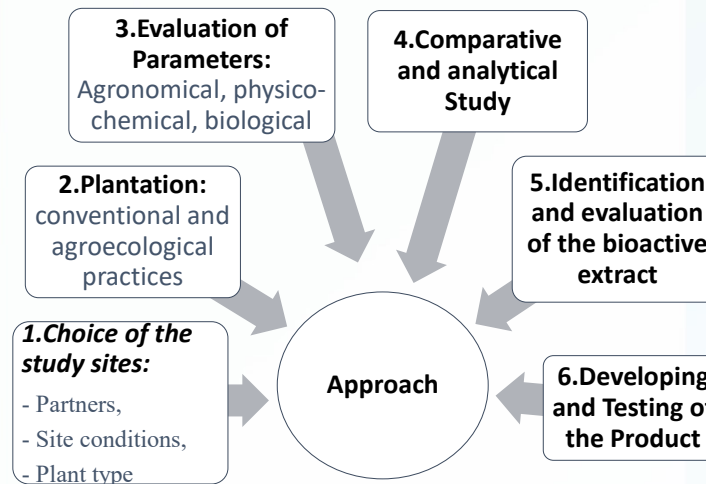 3.Evaluation of
Parameters:
Agronomical, physico-
chemical, biological
4.Comparative
and analytical
Study
2.Plantation:
conventional and
agroecological
practices
5.Identification
and evaluation
of the bioactive
extract
1.Choice of the
study sites:
- Partners,
- Site conditions,
- Plant type
Approach
6.Developing
and Testing of
the Product